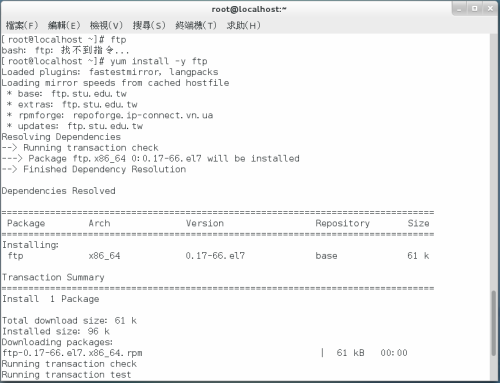 root@localhost:~
檔案(F) 編輯(E) 檢視(V) 搜尋(S) 終端機(T) 求助(H)
[root@localhost ~]# ftp
bash: ftp: 找不到指令...
[root@localhost ~]# yum install -y ftp
Loaded plugins: fastestmirror, langpacks
Loading mirror speeds from cached hostfile
* base: ftp.stu.edu.tw
* extras: ftp.stu.edu.tw
* rpmforge: repoforge.ip-connect.vn.ua
* updates: ftp.stu.edu.tw
Resolving Dependencies
--> Running transaction check
---> Package ftp.x86_64 0:0.17-66.el7 will be installed
--> Finished Dependency Resolution
Dependencies Resolved
================================================================================
Package Arch Version Repository Size
================================================================================
Installing:
ftp x86_64 0.17-66.el7 base 61 k
Transaction Summary
================================================================================
Install 1 Package
Total download size: 61 k
Installed size: 96 k
Downloading packages:
ftp-0.17-66.el7.x86_64.rpm | 61 kB 00:00
Running transaction check
Running transaction test